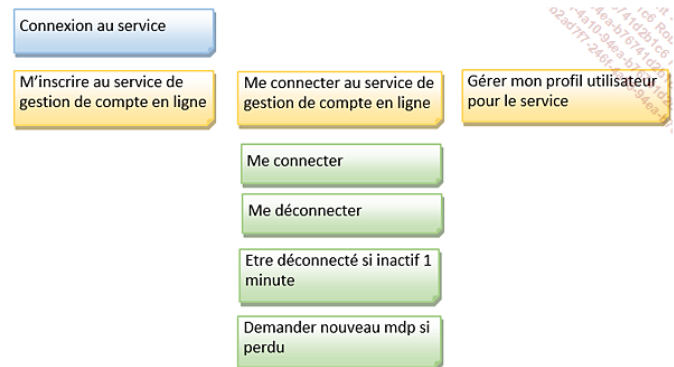 Connexion au service
M'inscrire au service de
gestion de compte en ligne
Me connecter au service de
gestion de compte en ligne
Gérer mon profil utilisateur
pour le service
Me connecter
Me déconnecter
Etre déconnecté si inactif 1
minute
Demander nouveau mdp si
perdu